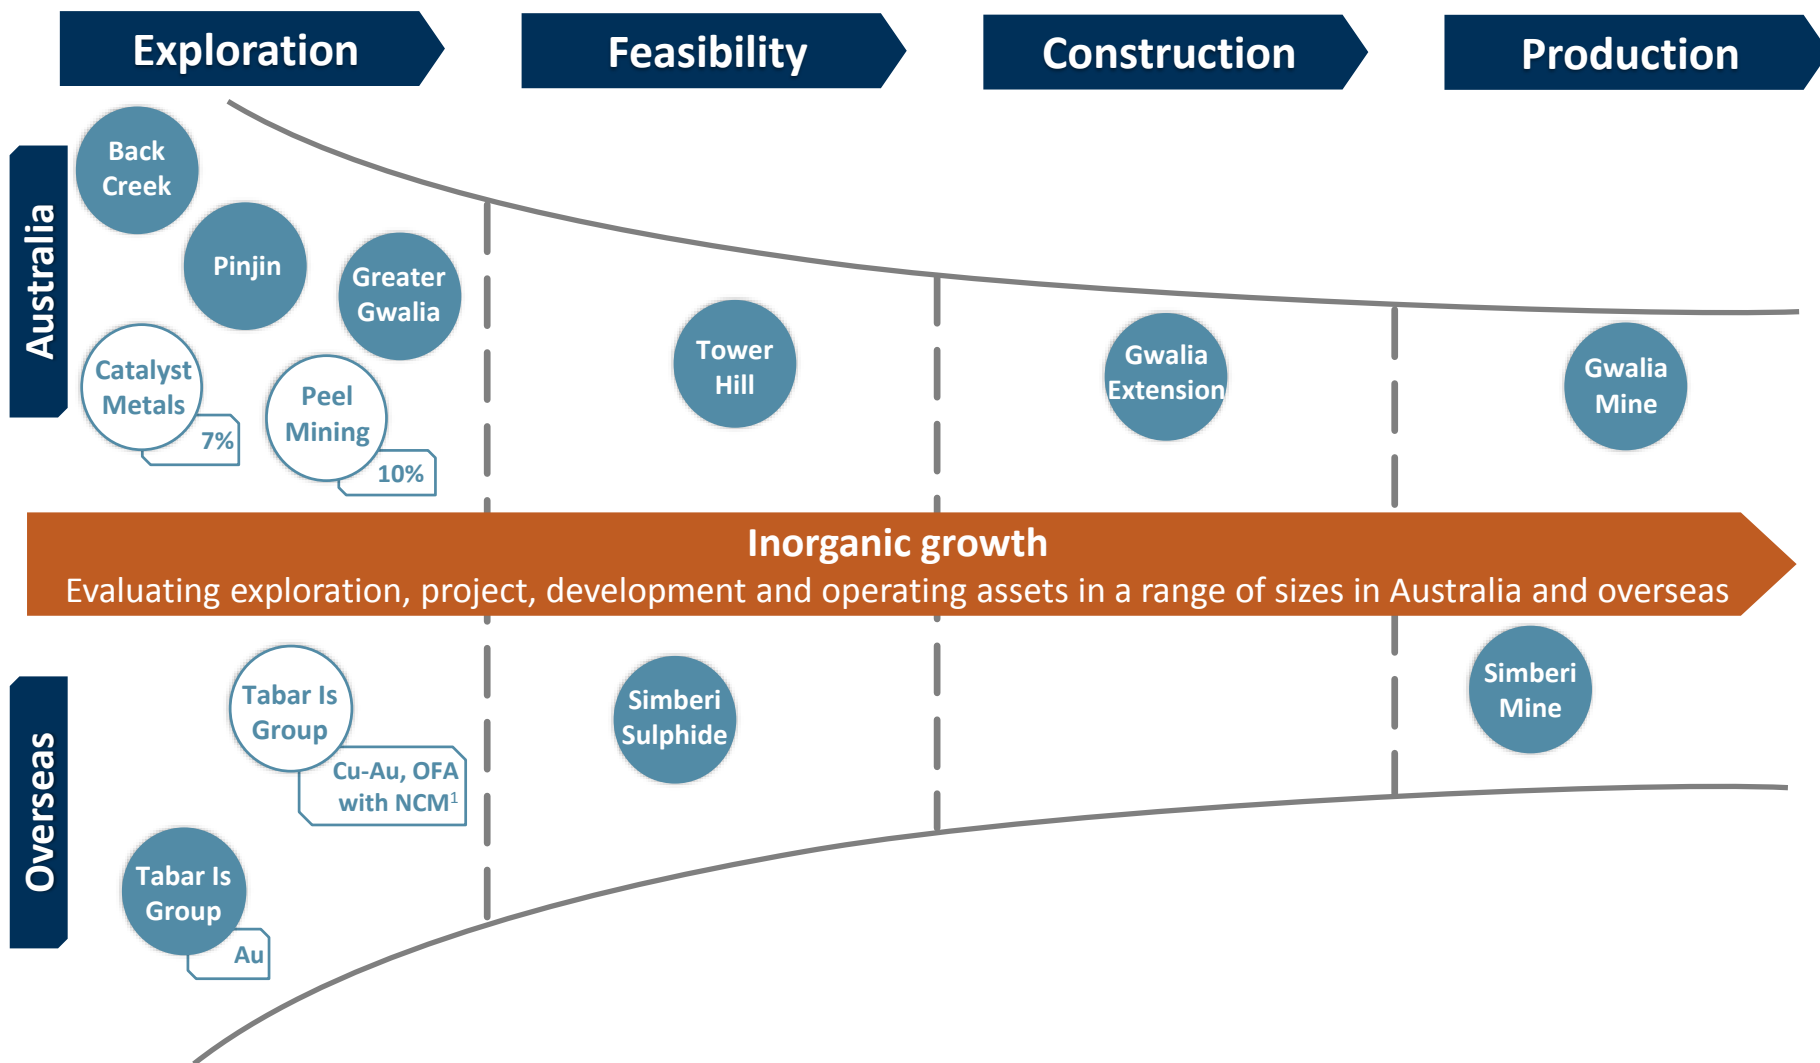 Exploration
Feasibility
Construction
Production
Australia
Back
Creek
Pinjin
Greater
Gwalia
Catalyst
Metals
7%
Peel
Mining
10%
Tower
Hill
Gwalia
Extension
Gwalia
Mine
Inorganic growth
Evaluating exploration, project, development and operating assets in a range of sizes in Australia and overseas
Overseas
Tabar Is
Group
Cu-Au, OFA
with NCM¹
Tabar Is
Group
Au
Simberi
Sulphide
Simberi
Mine